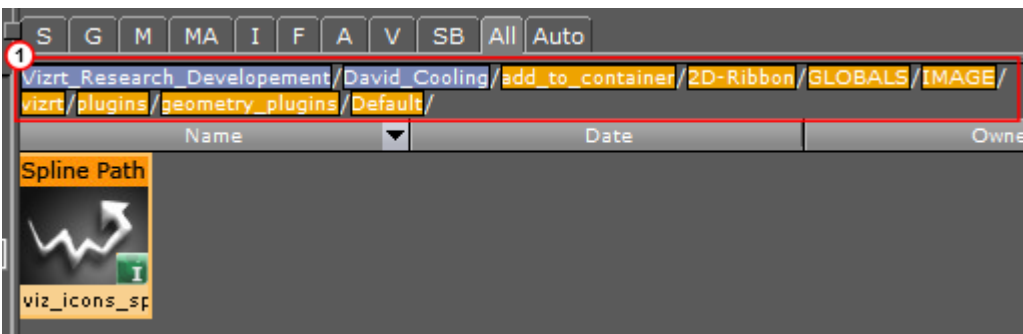 S G M MA I F A V SB All Auto
1
Vizrt_Research_Developement/David_Cooling/add_to_container/2D-Ribbon/GLOBALS/IMAGE/
vizrt/plugins/geometry_plugins/Default/
Name Date Owne
Spline Path
I
viz_icons_sp